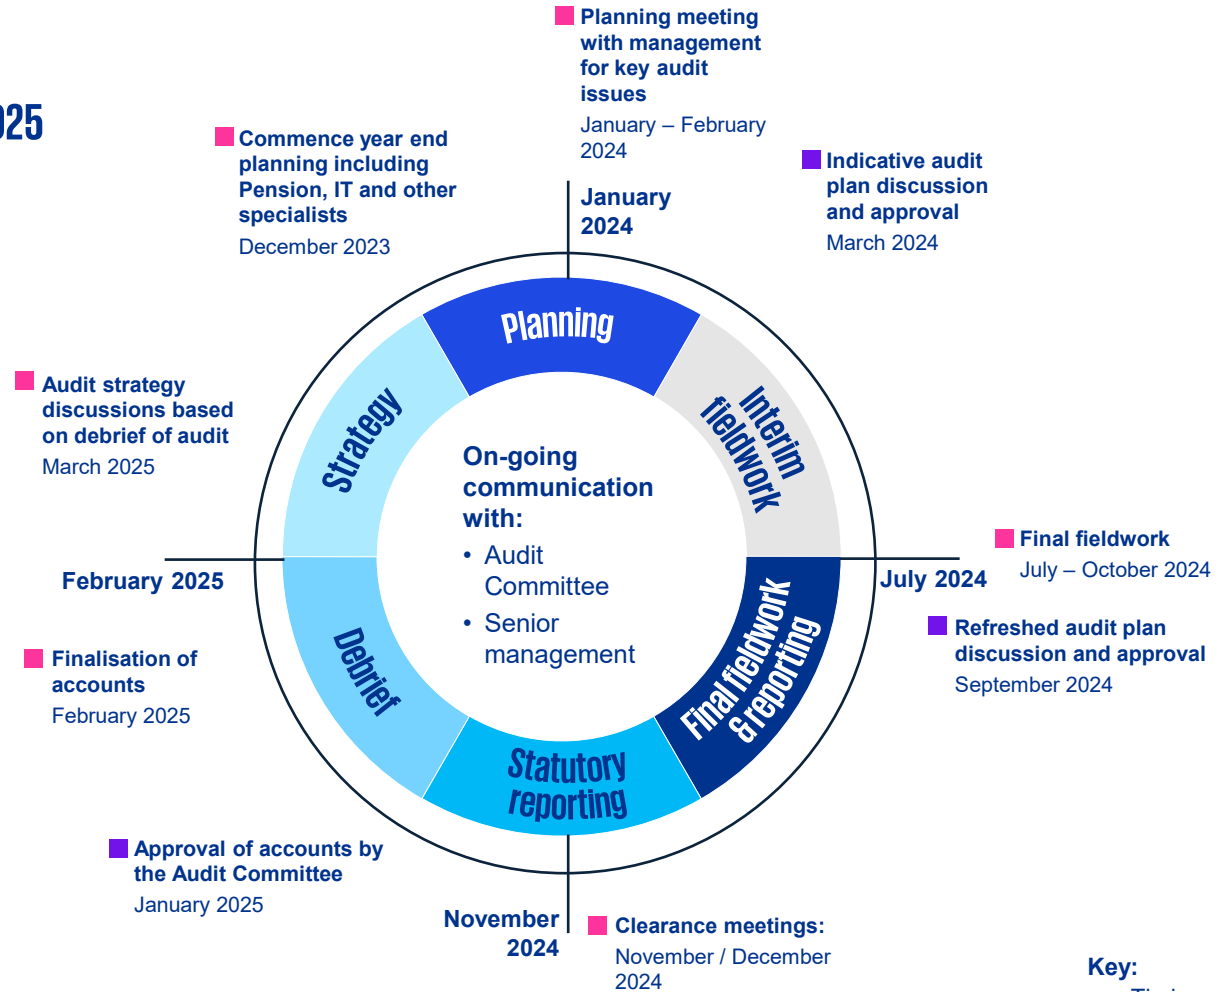 Planning meeting
with management
for key audit
issues
January – February
2024
025
Commence year end
planning including
Pension, IT and other
specialists
December 2023
Indicative audit
plan discussion
and approval
March 2024
January
2024
Planning
Interim
fieldwork
Strategy
Audit strategy
discussions based
on debrief of audit
March 2025
On-going
communication
with:
• Audit
Committee
• Senior
management
February 2025
July 2024
Final fieldwork
July – October 2024
Refreshed audit plan
discussion and approval
September 2024
Finalisation of
accounts
February 2025
Debrief
Final fieldwork
& reporting
Statutory
reporting
Approval of accounts by
the Audit Committee
January 2025
November
2024
Clearance meetings:
November / December
2024
Key: